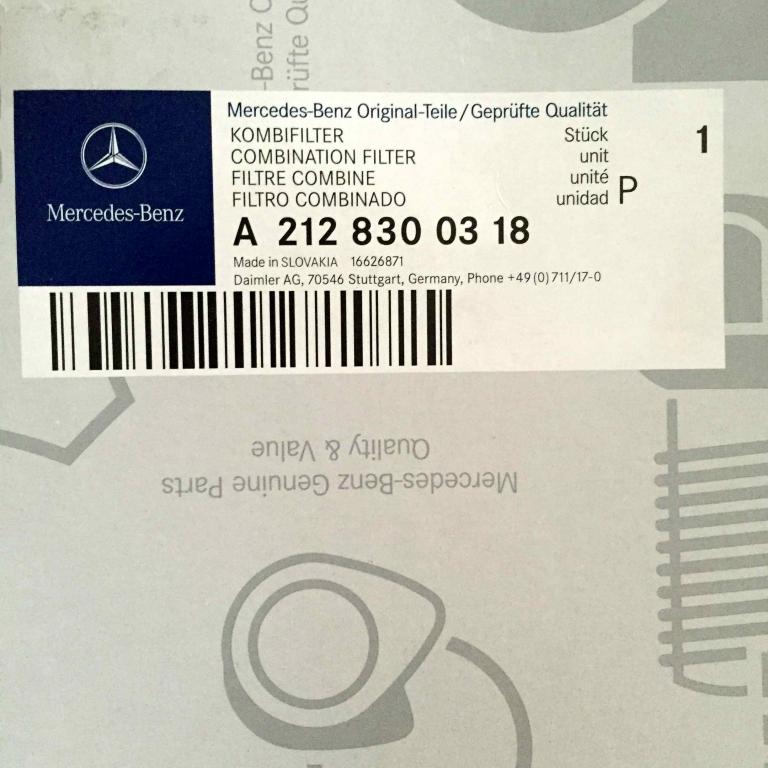 -Benz O
rüfte Qu
Mercedes-Benz
Mercedes-Benz Original-Teile/Geprüfte Qualität
KOMBIFILTER Stück 1
COMBINATION FILTER unit
FILTRE COMBINE unité P
FILTRO COMBINADO unidad
A 212 830 03 18
Made in SLOVAKIA 16626871
Daimler AG, 70546 Stuttgart, Germany, Phone +49(0)711/17-0
Mercedes-Benz Genuine Parts
Quality & Value